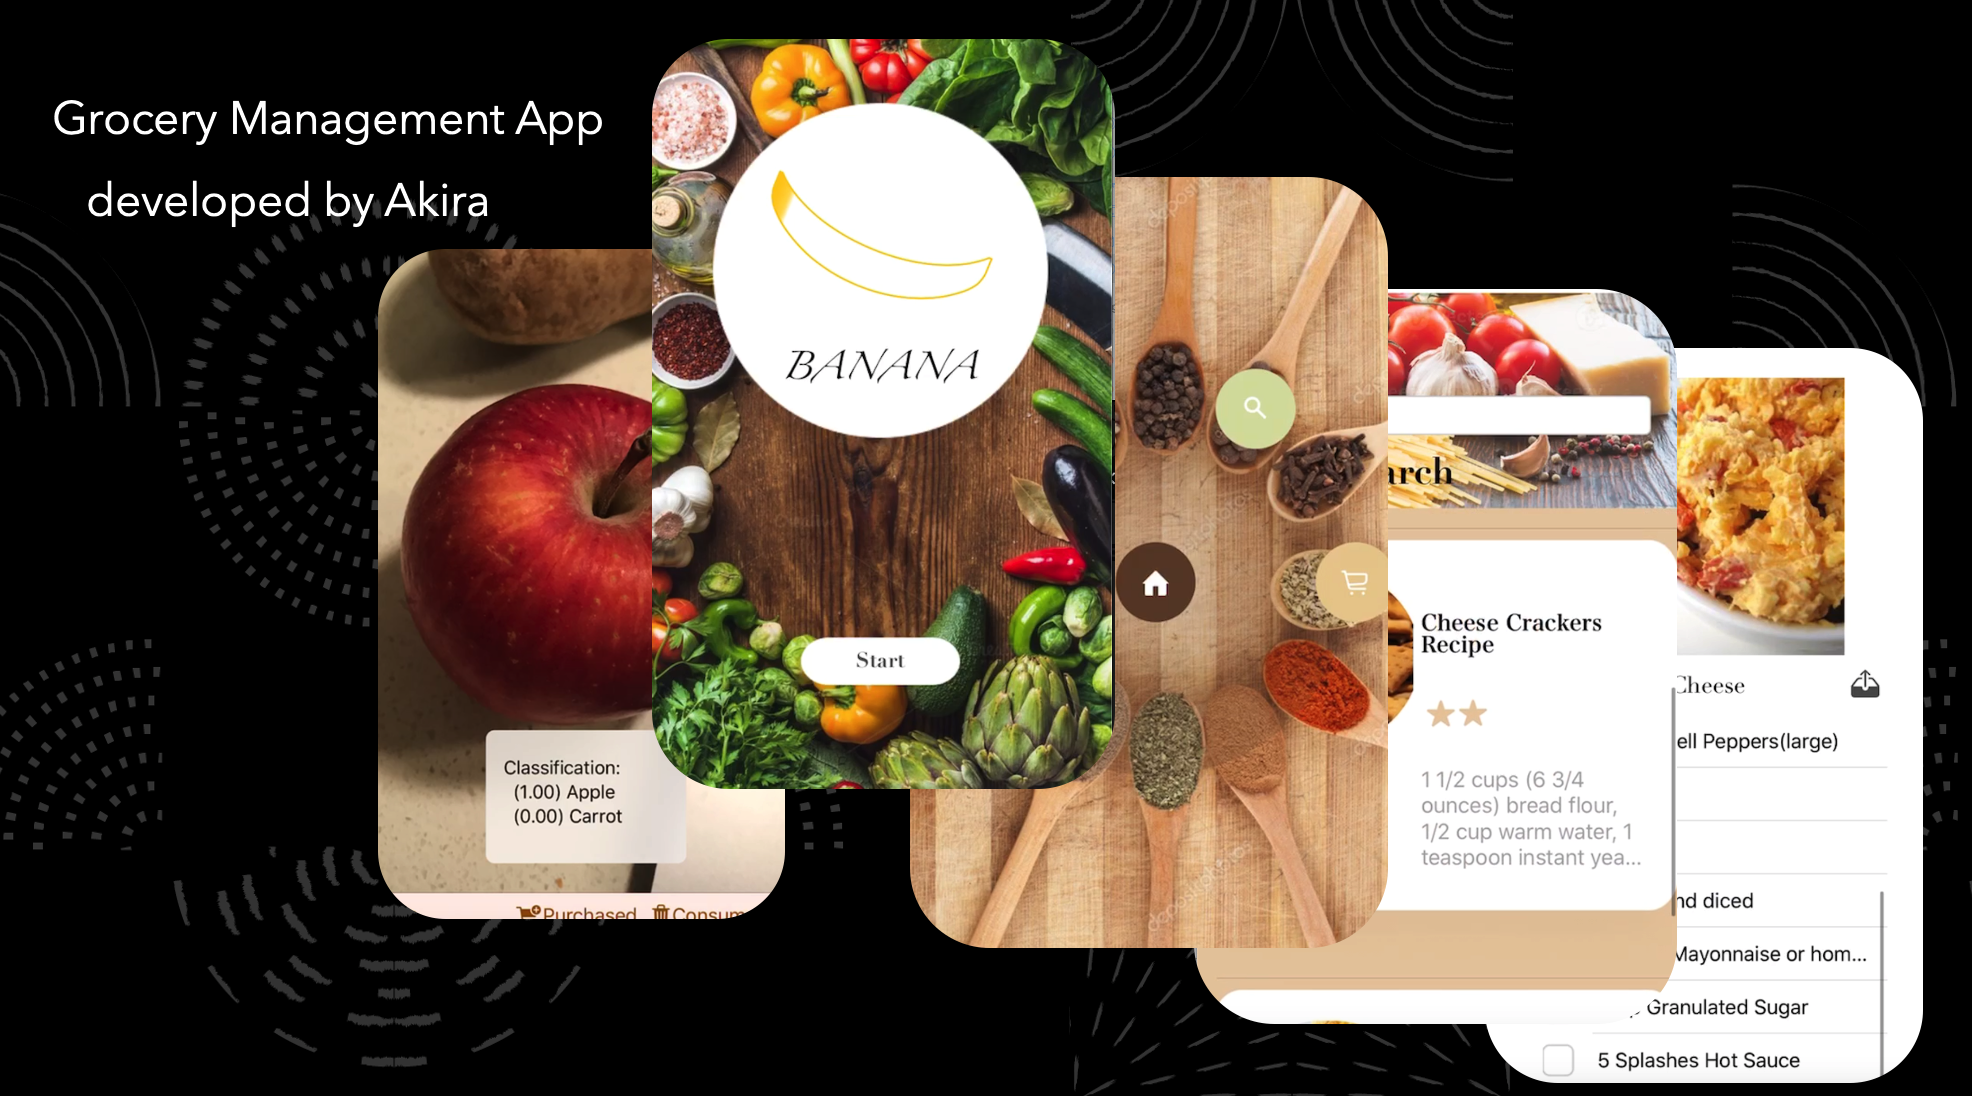 Grocery Management App
developed by Akira
BANANA
Start
Classification:
(1.00) Apple
(0.00) Carrot
Purchased
Consum
arch
Cheese Crackers
Recipe
1 1/2 cups (6 3/4
ounces) bread flour,
1/2 cup warm water, 1
teaspoon instant yea...
Cheese
ell Peppers(large)
nd diced
Mayonnaise or hom...
Granulated Sugar
5 Splashes Hot Sauce
depositphotos